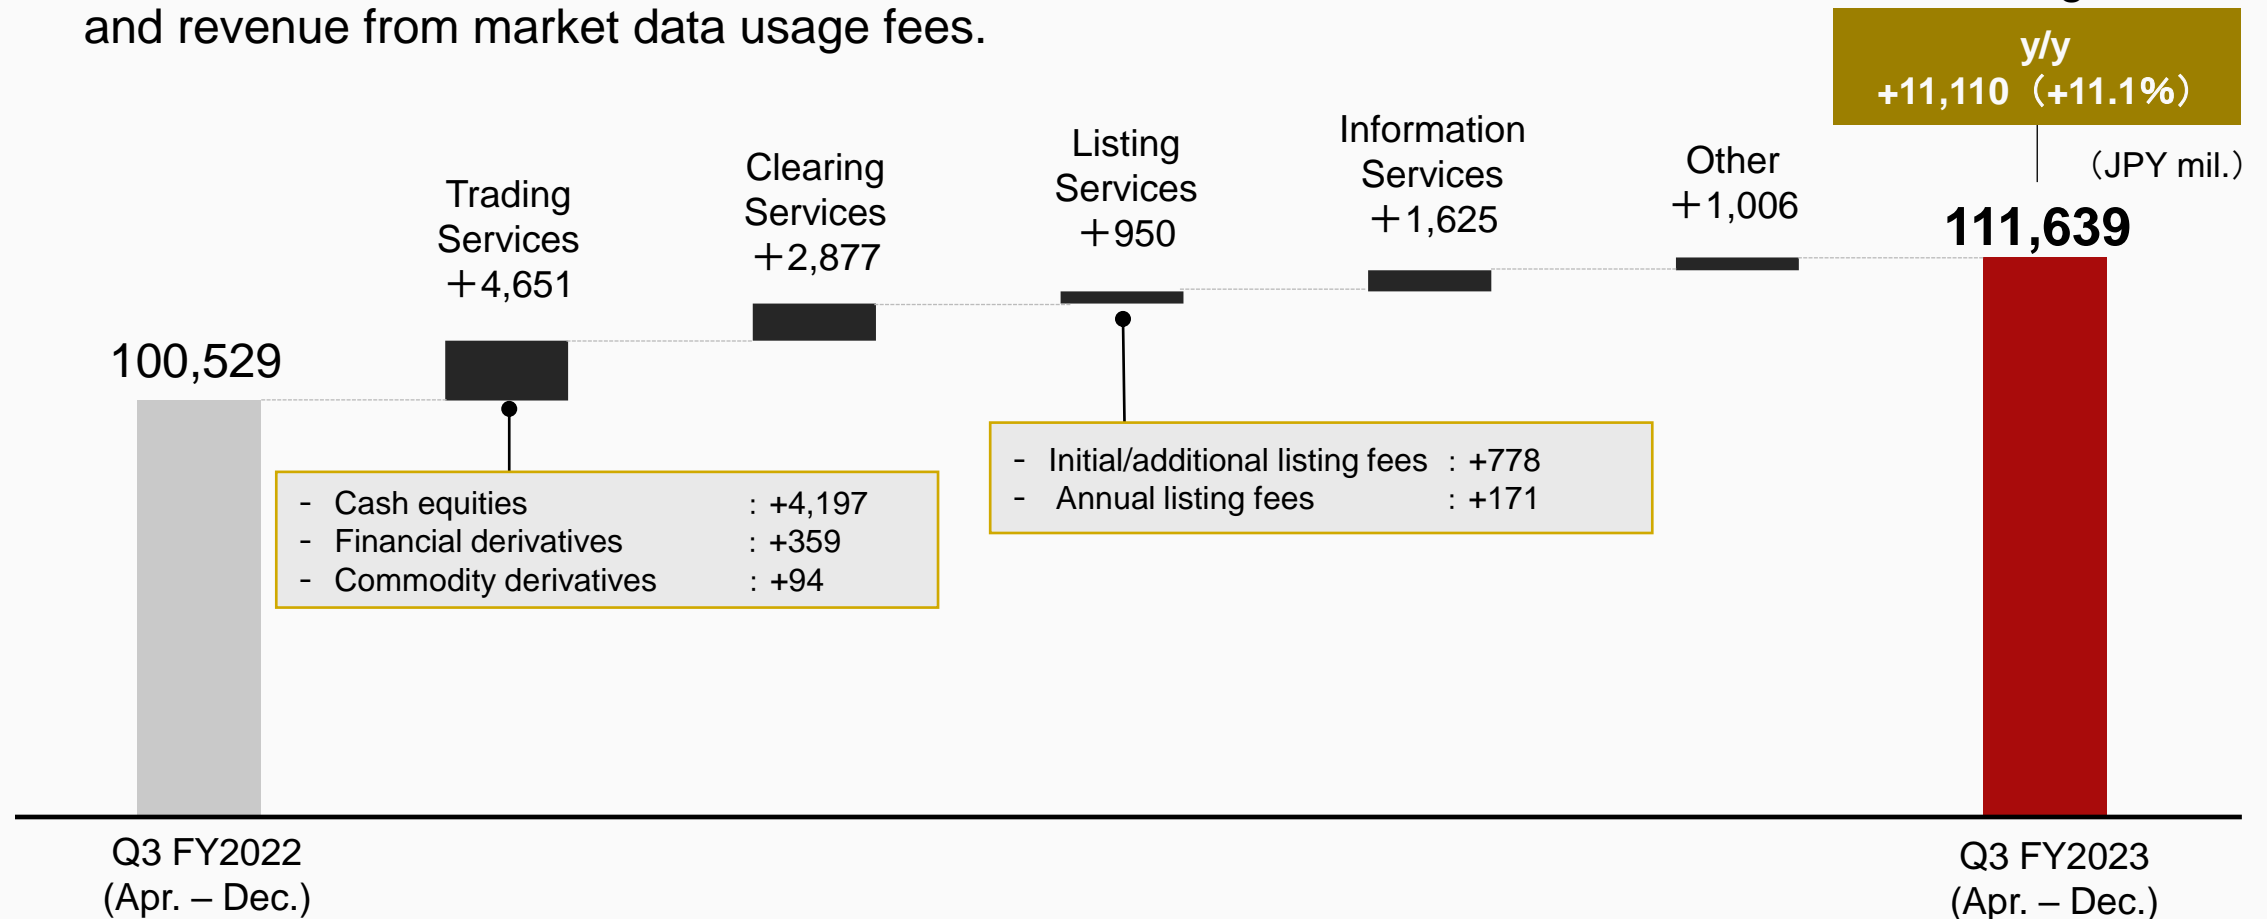 and revenue from market data usage fees.
y/y
+11,110（+11.1%）
（JPY mil.）
Trading
Services
＋4,651
Clearing
Services
＋2,877
Listing
Services
＋950
Information
Services
＋1,625
Other
＋1,006
111,639
100,529
- Initial/additional listing fees : +778
- Annual listing fees : +171
- Cash equities : +4,197
- Financial derivatives : +359
- Commodity derivatives : +94
Q3 FY2022
(Apr. – Dec.)
Q3 FY2023
(Apr. – Dec.)